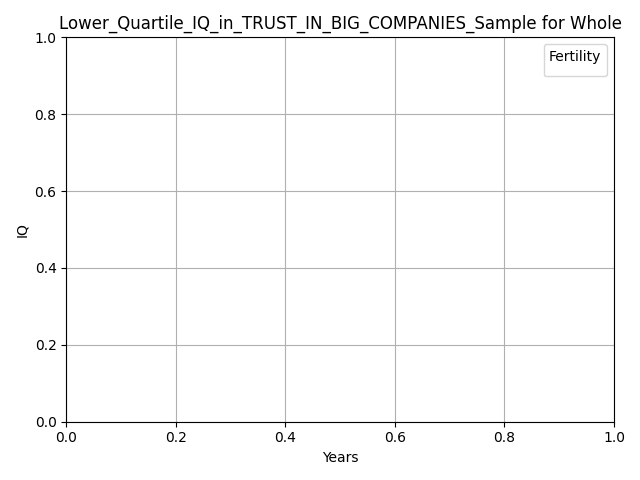 Lower_Quartile_IQ_in_TRUST_IN_BIG_COMPANIES_Sample for Whole
Fertility
1.0
0.8
0.6
0.4
0.2
0.0
IQ
0.0 0.2 0.4 0.6 0.8 1.0
Years